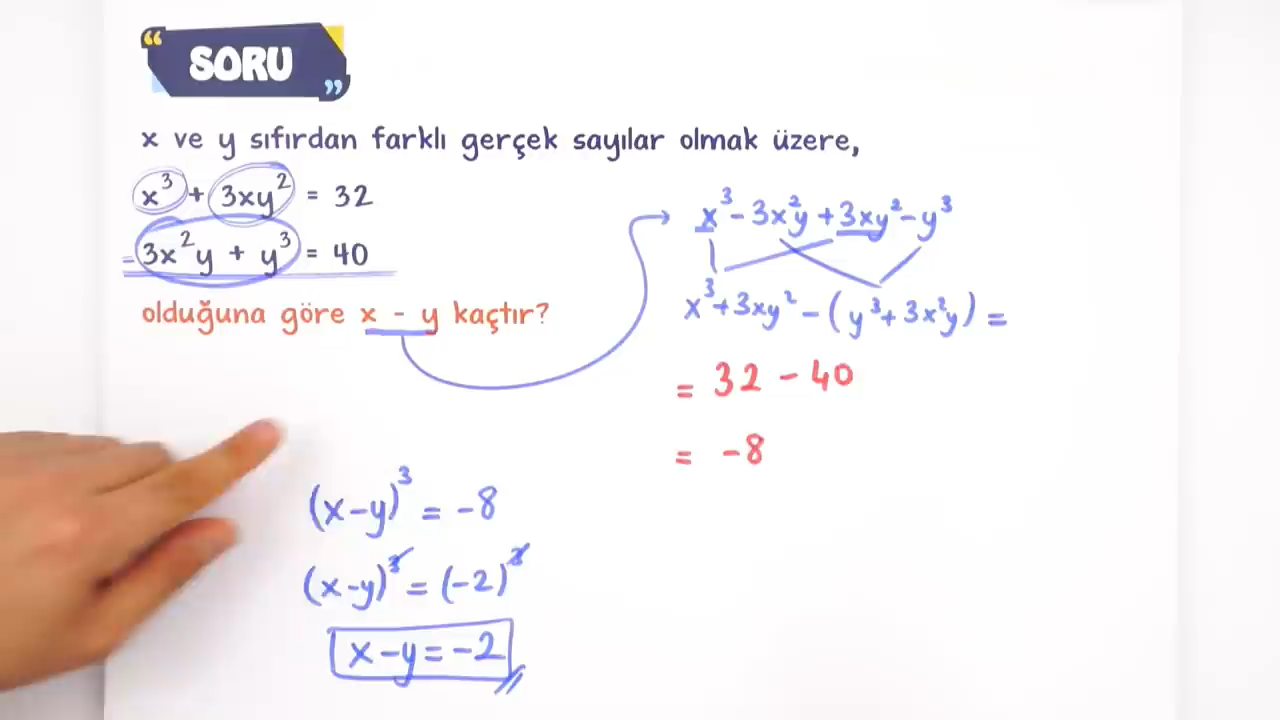 SORU
x ve y sıfırdan farklı gerçek sayılar olmak üzere,
x³ + 3xy² = 32
3x²y + y³ = 40
olduğuna göre x - y kaçtır?
x³ - 3x²y + 3xy² - y³
x³ + 3xy² - (y³ + 3x²y) =
= 32 - 40
= -8
(x-y)³ = -8
(x-y)³ = (-2)³
x-y = -2